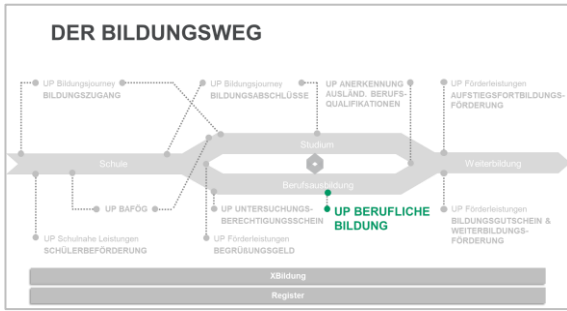 DER BILDUNGSWEG
UP Bildungsjourney
BILDUNGSZUGANG
UP Bildungsjourney
BILDUNGSABSCHLÜSSE
UP ANERKENNUNG
AUSLÄND. BERUFS-
QUALIFIKATIONEN
UP Förderleistungen
AUFSTIEGSFORTBILDUNGS-
FÖRDERUNG
Studium
Schule
Weiterbildung
Berufsausbildung
UP BAFÖG
UP UNTERSUCHUNGS-
BERECHTIGUNGSSCHEIN
UP BERUFLICHE
BILDUNG
UP Förderleistungen
BILDUNGSGUTSCHEIN &
WEITERBILDUNGS-
FÖRDERUNG
UP Schulnahe Leistungen
SCHÜLERBEFÖRDERUNG
UP Förderleistungen
BEGRÜßUNGSGELD
XBildung
Register